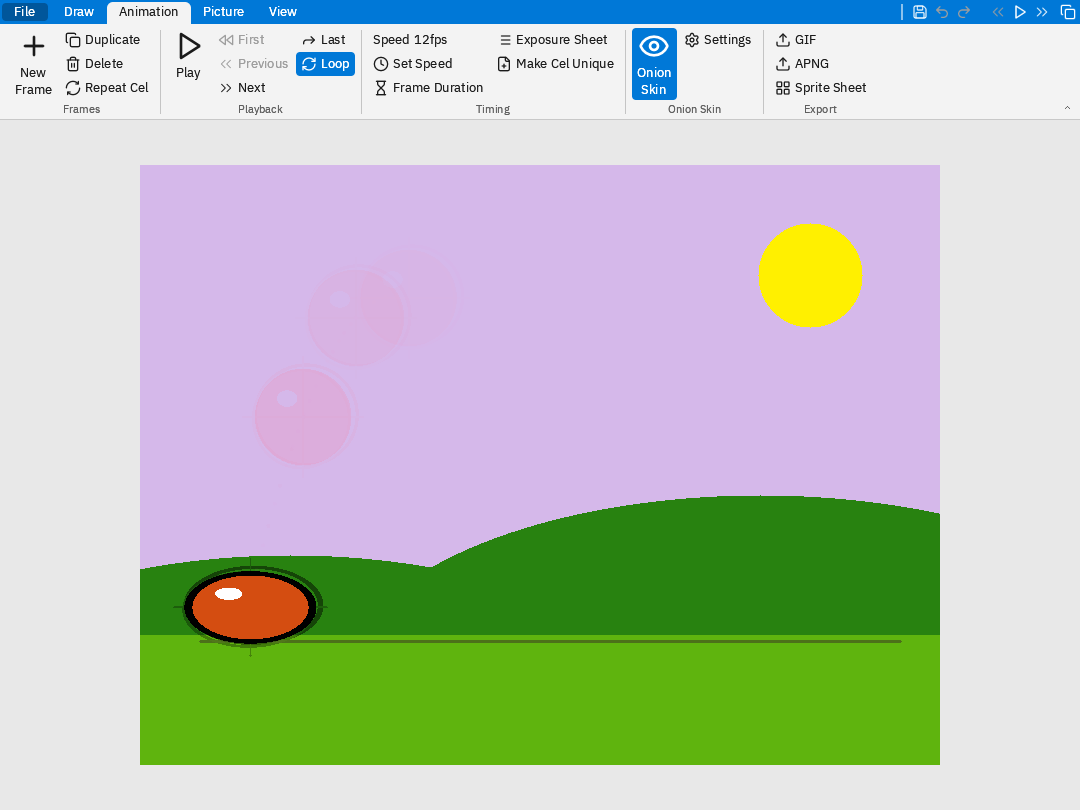 File Draw Animation Picture View
New Frame
Duplicate
Delete
Repeat Cel
Frames
Play
First
Previous
Next
Last
Loop
Playback
Speed 12fps
Set Speed
Frame Duration
Exposure Sheet
Make Cel Unique
Timing
Onion Skin
Settings
Onion Skin
GIF
APNG
Sprite Sheet
Export